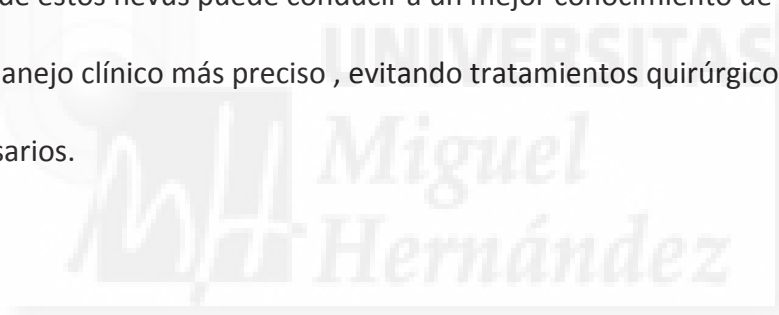 de estos nevus puede conducir a un mejor conocimiento de
anejo clínico más preciso , evitando tratamientos quirúrgico
sarios.
UNIVERSITAS
Miguel
Hernández